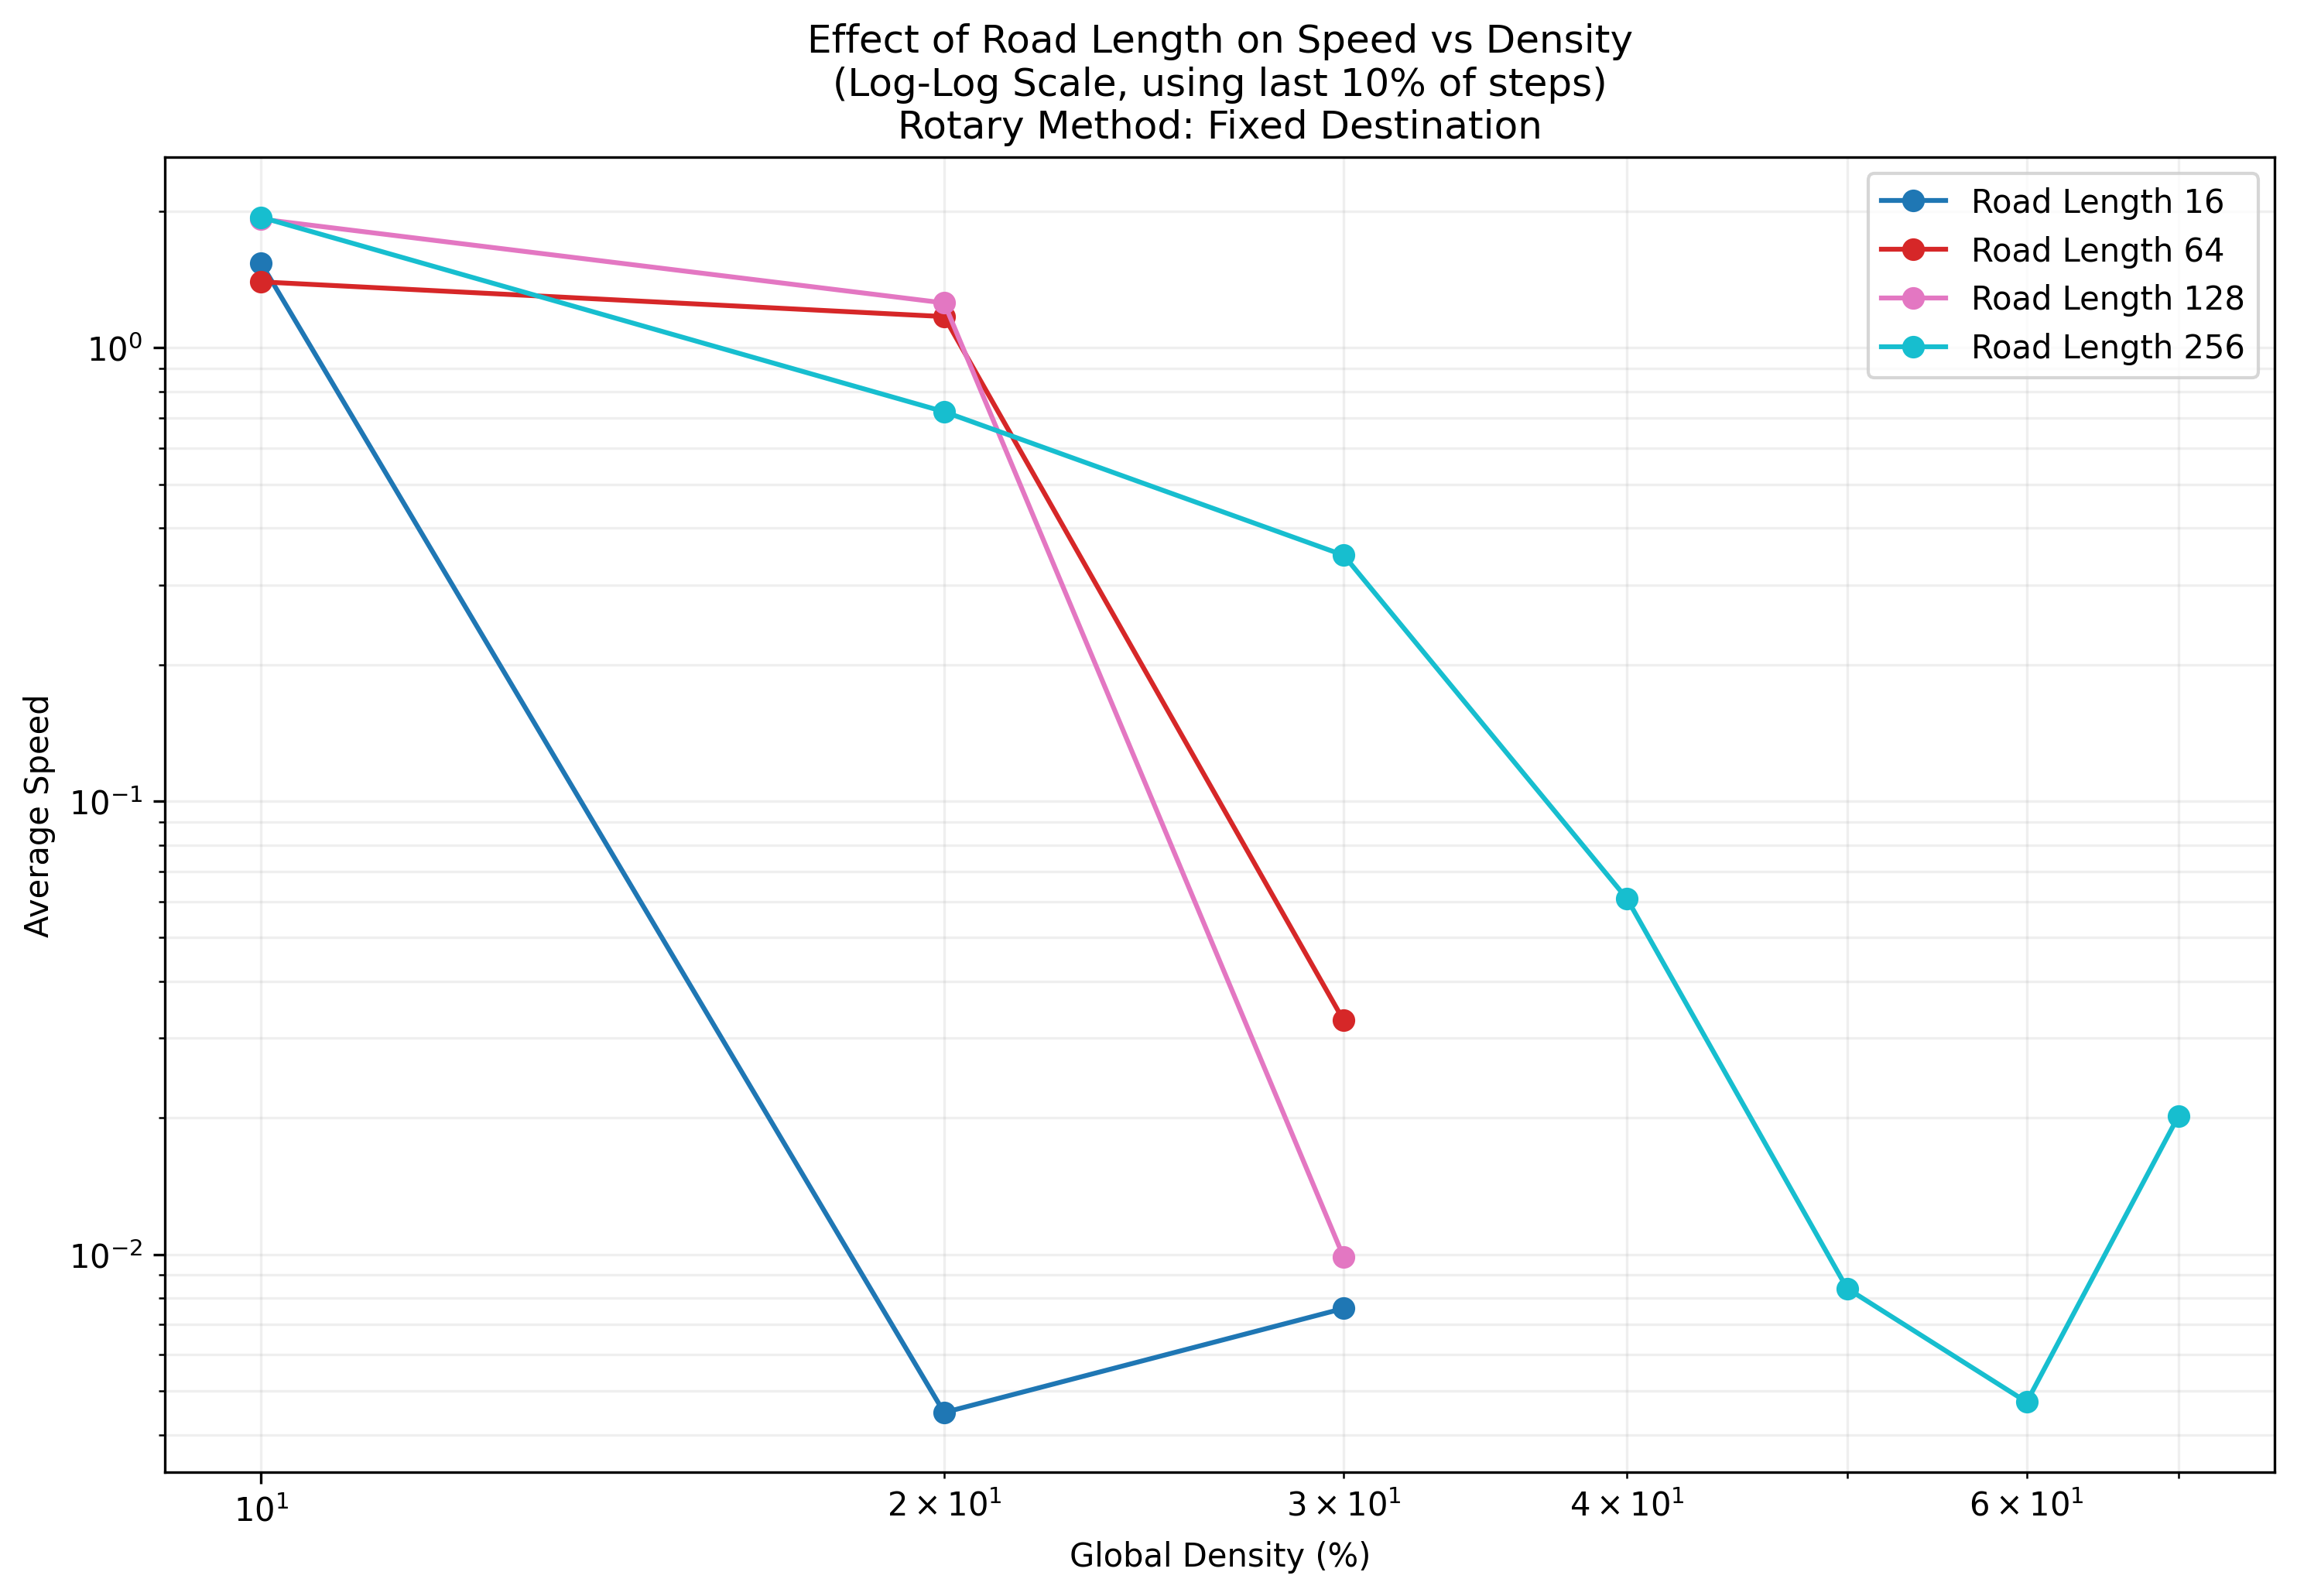 Effect of Road Length on Speed vs Density
(Log-Log Scale, using last 10% of steps)
Rotary Method: Fixed Destination
Road Length 16
Road Length 64
Road Length 128
Road Length 256
10⁰
10⁻¹
10⁻²
Average Speed
10¹
2 × 10¹
3 × 10¹
4 × 10¹
6 × 10¹
Global Density (%)